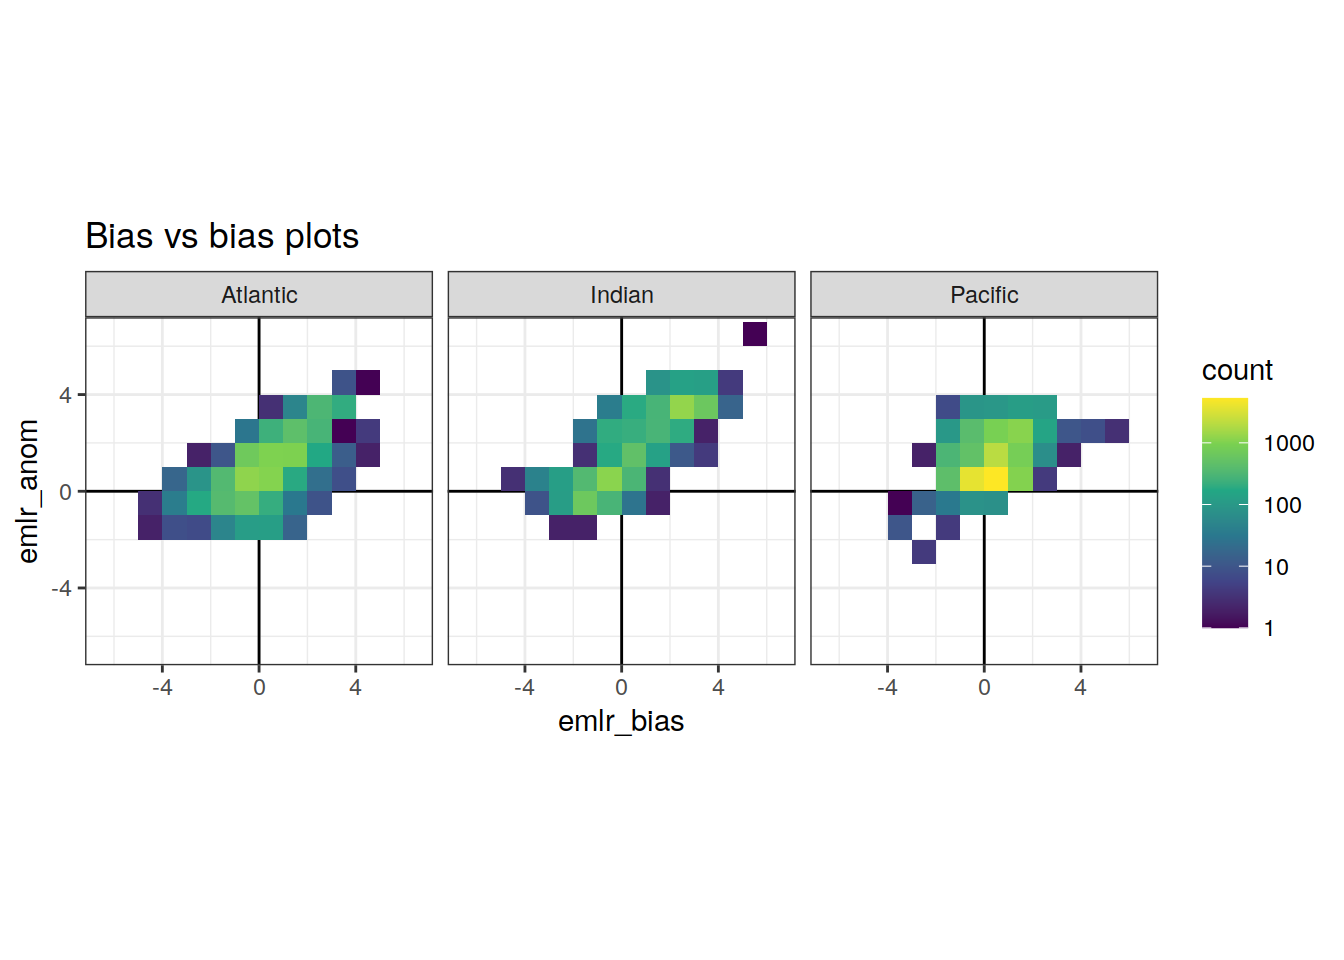 Bias vs bias plots
Atlantic
Indian
Pacific
emlr_anom
4
0
-4
-4 0 4
-4 0 4
-4 0 4
emlr_bias
count
1000
100
10
1